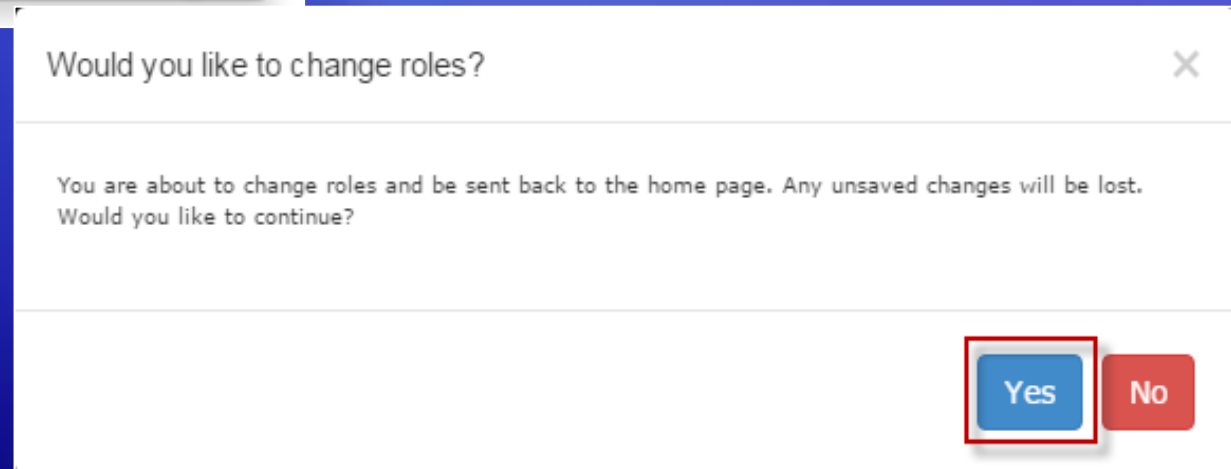 Would you like to change roles?
You are about to change roles and be sent back to the home page. Any unsaved changes will be lost.
Would you like to continue?
Yes No